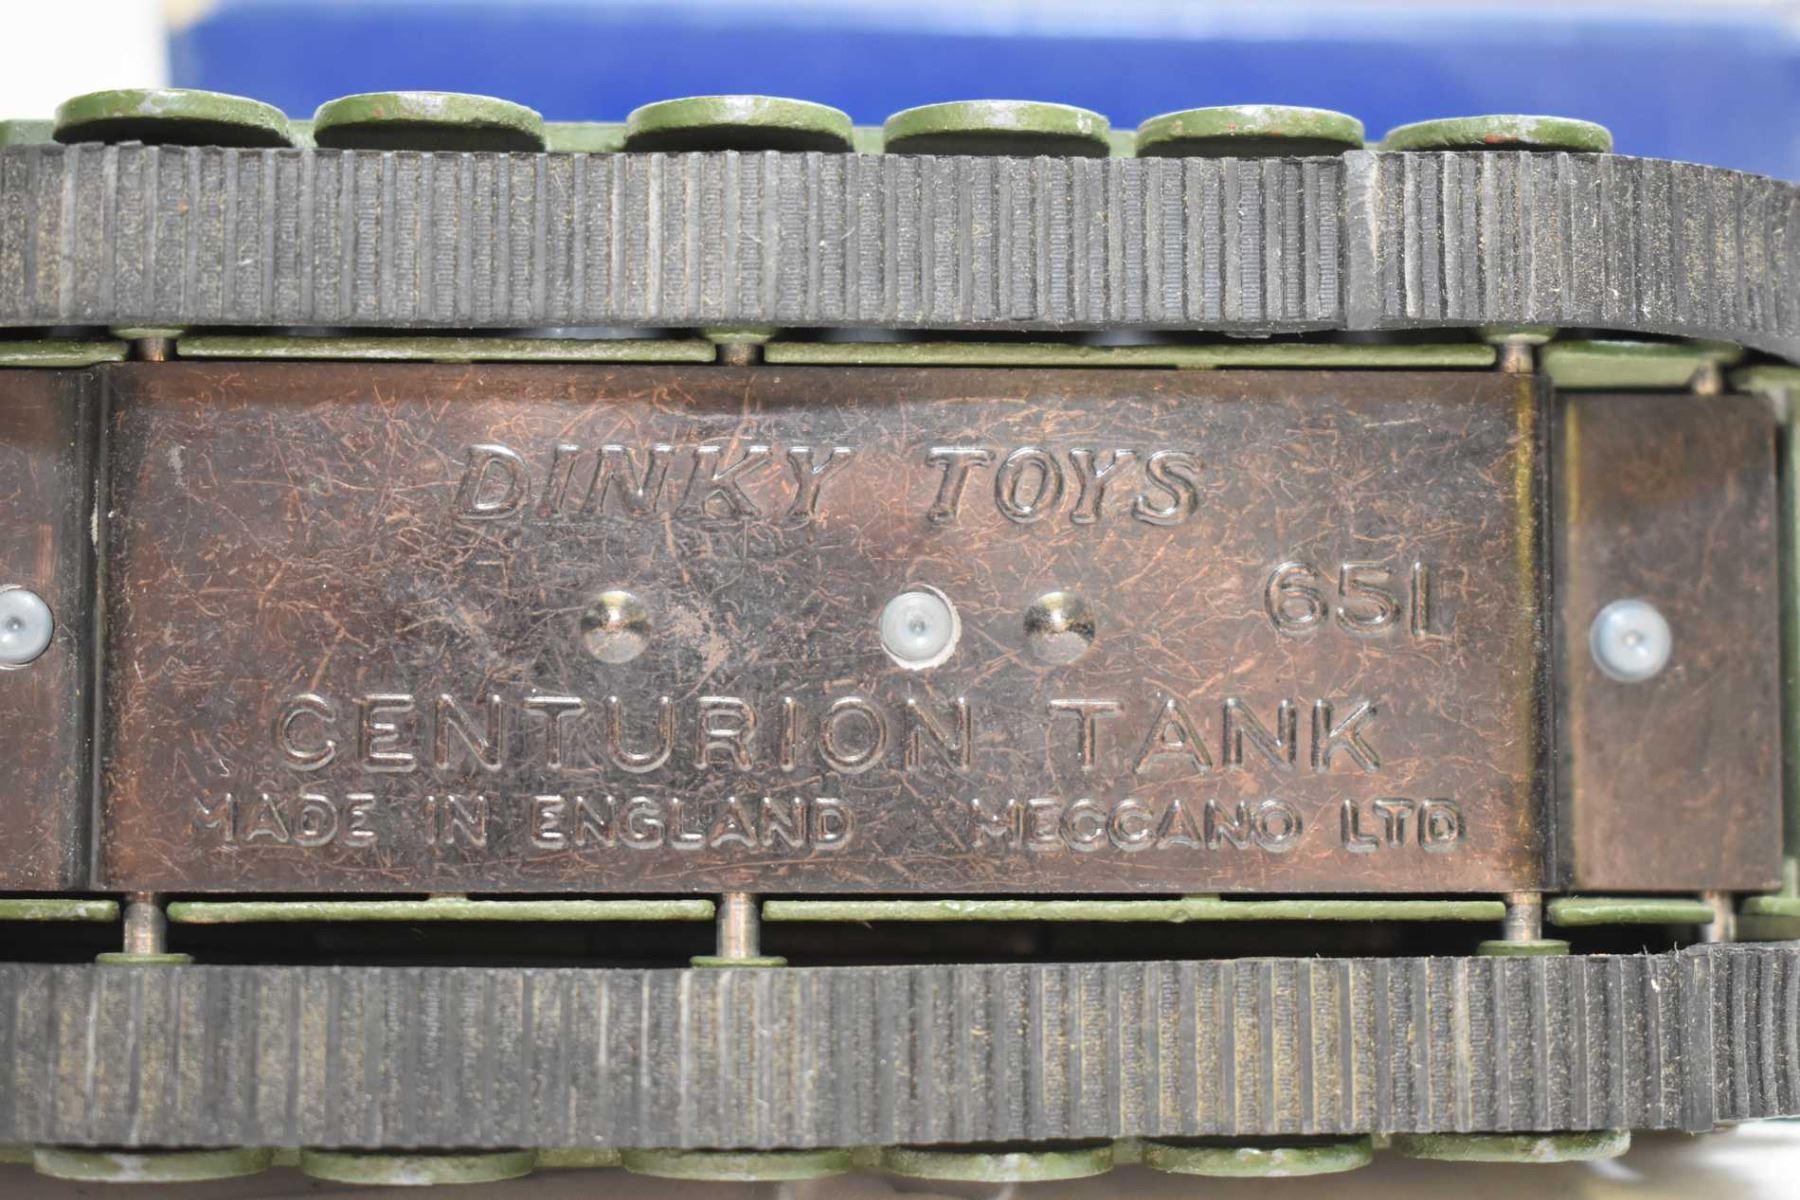 DINKY TOYS
651
CENTURION TANK
MADE IN ENGLAND MECCANO LTD